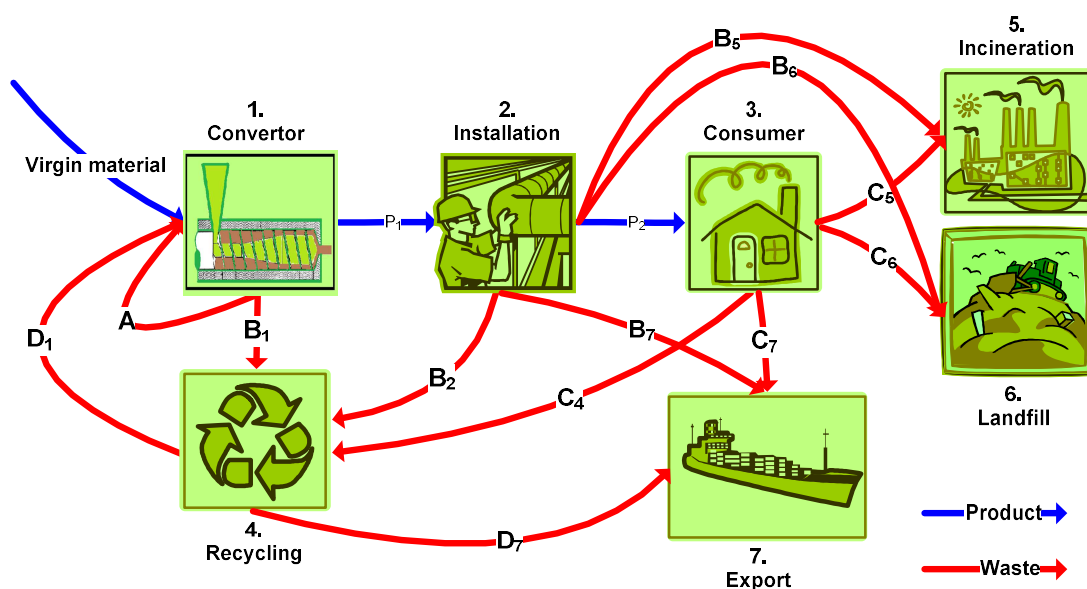 B₅
5.
Incineration
B₆
1.
Convertor
2.
Installation
3.
Consumer
Virgin material
P₁
P₂
C₅
C₆
A
B₁
D₁
B₇
C₇
B₂
C₄
6.
Landfill
4.
Recycling
D₇
7.
Export
Product
Waste